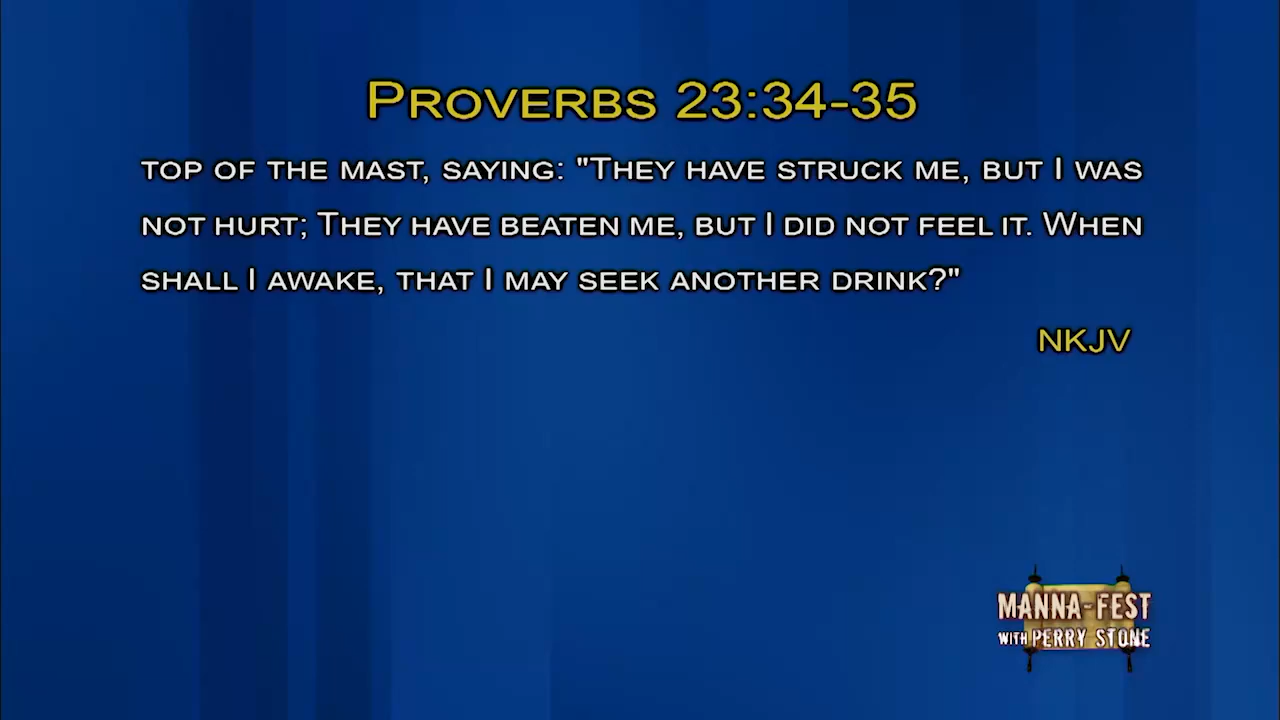 Proverbs 23:34-35
top of the mast, saying: "They have struck me, but I was
not hurt; They have beaten me, but I did not feel it. When
shall I awake, that I may seek another drink?"
NKJV
MANNA-FEST
WITH PERRY STONE